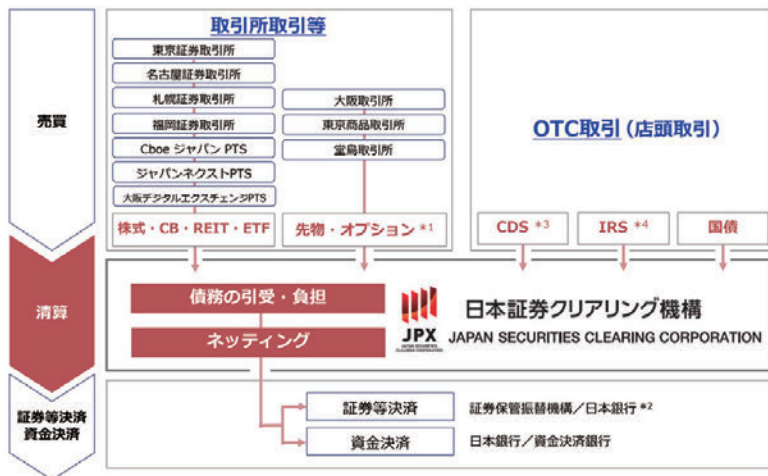 取引所取引等
東京証券取引所
名古屋証券取引所
札幌証券取引所
福岡証券取引所
Cboe ジャパン PTS
ジャパンネクストPTS
大阪デジタルエクスチェンジPTS
株式・CB・REIT・ETF
大阪取引所
東京商品取引所
堂島取引所
先物・オプション *1
OTC取引(店頭取引)
CDS *3
IRS *4
国債
売買
清算
債務の引受・負担
ネッティング
JPX
JAPAN SECURITIES
CLEARING CORPORATION
日本証券クリアリング機構
JAPAN SECURITIES CLEARING CORPORATION
証券等決済
資金決済
証券等決済
証券保管振替機構/日本銀行 *2
資金決済
日本銀行/資金決済銀行